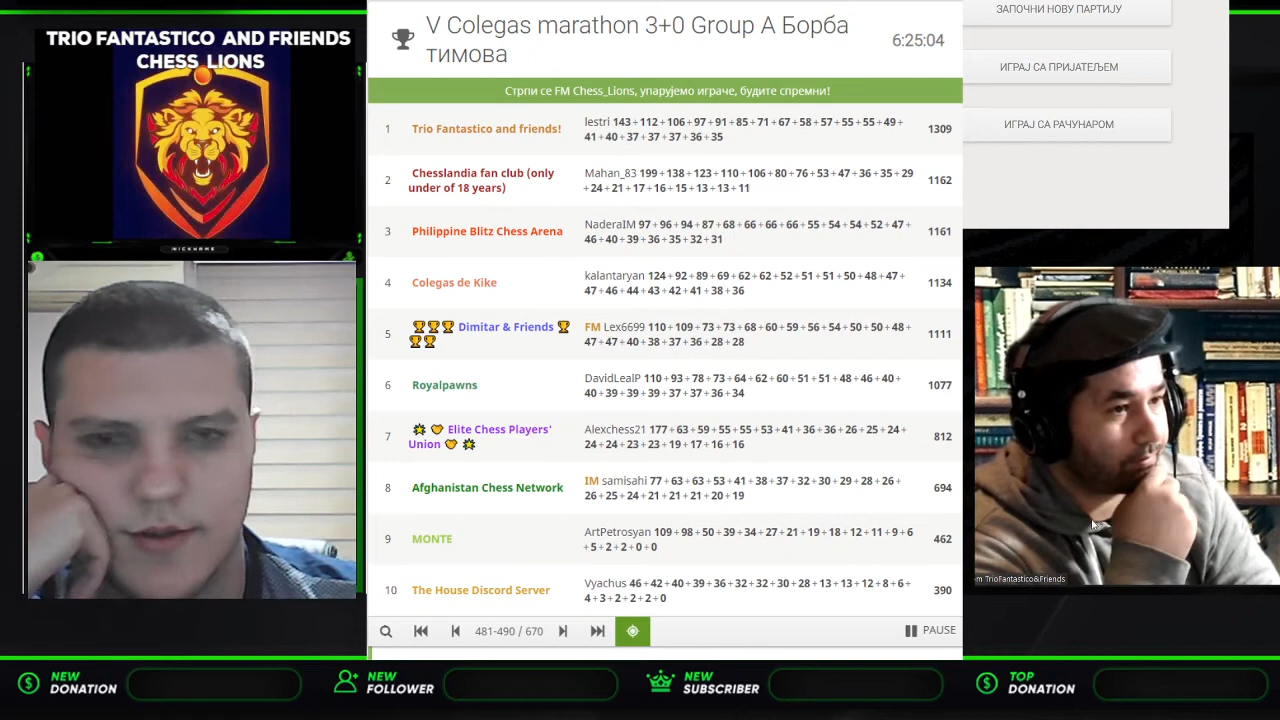 TRIO FANTASTICO AND FRIENDS
CHESS LIONS
NICKNAME
V Colegas marathon 3+0 Group A Борба
тимова
6:25:04
Стрпи се FM Chess_Lions, упарујемо играче, будите спремни!
1 Trio Fantastico and friends! lestri 143+112+106+97+91+85+71+67+58+57+55+55+49+ 1309
41+40+37+37+37+36+35
2 Chesslandia fan club (only Mahan_83 199+138+123+110+106+80+76+53+47+36+35+29 1162
under of 18 years) +24+21+17+16+15+13+13+11
3 Philippine Blitz Chess Arena NaderaIM 97+96+94+87+68+66+66+66+55+54+54+52+47+ 1161
46+40+39+36+35+32+31
4 Colegas de Kike kalantaryan 124+92+89+69+62+62+52+51+51+50+48+47+ 1134
47+46+44+43+42+41+38+36
5 🏆🏆🏆 Dimitar & Friends 🏆 FM Lex6699 110+109+73+73+68+60+59+56+54+50+50+48+ 1111
🏆🏆 47+47+40+38+37+36+28+28
6 Royalpawns DavidLealP 110+93+78+73+64+62+60+51+51+48+46+40+ 1077
40+39+39+39+37+37+36+34
7 Elite Chess Players' Alexchess21 177+63+59+55+55+53+41+36+36+26+25+24+ 812
Union 24+24+23+23+19+17+16+16
8 Afghanistan Chess Network IM samisahi 77+63+63+53+41+38+37+32+30+29+28+26+ 694
26+25+24+21+21+21+20+19
9 MONTE ArtPetrosyan 109+98+50+39+34+27+21+19+18+12+11+9+6 462
+5+2+2+0+0
10 The House Discord Server Vyachus 46+42+40+39+36+32+32+30+28+13+13+12+8+6+ 390
4+3+2+2+2+0
481-490 / 670
PAUSE
ЗАПОЧНИ НОВУ ПАРТИЈУ
ИГРАЈ СА ПРИЈАТЕЉЕМ
ИГРАЈ СА РАЧУНАРОМ
m TrioFantastico&Friends
NEW
DONATION
NEW
FOLLOWER
NEW
SUBSCRIBER
TOP
DONATION